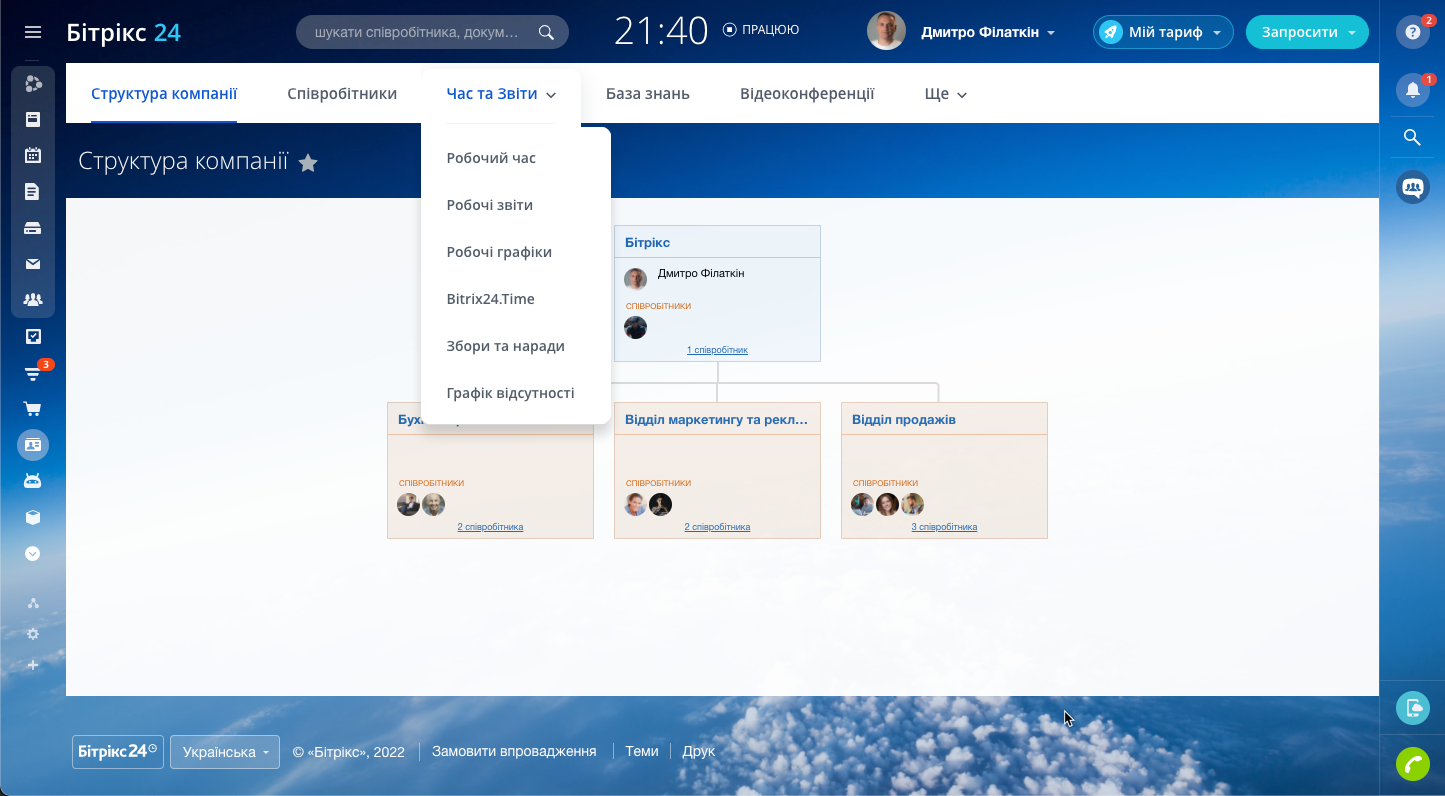 Бітрікс 24
шукати співробітника, докум…
21:40
ПРАЦЮЮ
Дмитро Філаткін
Мій тариф
Запросити
2
Структура компанії
Співробітники
Час та Звіти
База знань
Відеоконференції
Ще
1
Структура компанії
Робочий час
Робочі звіти
Робочі графіки
Bitrix24.Time
Збори та наради
Графік відсутності
Бітрікс
Дмитро Філаткін
СПІВРОБІТНИКИ
1 співробітник
3
Відділ маркетингу та рекл…
Відділ продажів
СПІВРОБІТНИКИ
СПІВРОБІТНИКИ
СПІВРОБІТНИКИ
2 співробітника
2 співробітника
3 співробітника
Бітрікс24
Українська
© «Бітрікс», 2022
Замовити впровадження
Теми
Друк